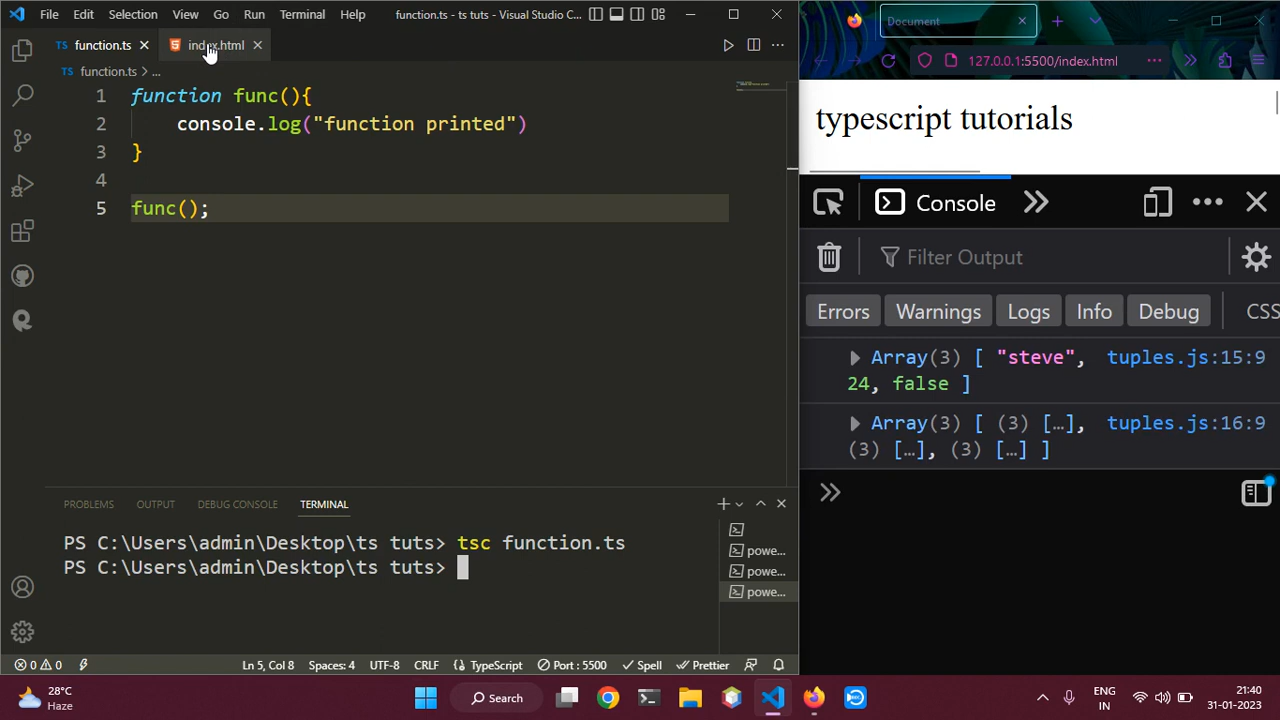 File Edit Selection View Go Run Terminal Help function.ts - ts tuts - Visual Studio C...
TS function.ts index.html
TS function.ts > ...
1 function func(){
2 console.log("function printed")
3 }
4
5 func();
PROBLEMS OUTPUT DEBUG CONSOLE TERMINAL
PS C:\Users\admin\Desktop\ts tuts> tsc function.ts
PS C:\Users\admin\Desktop\ts tuts>
powe...
powe...
powe...
0 0 Ln 5, Col 8 Spaces: 4 UTF-8 CRLF TypeScript Port : 5500 Spell Prettier
Document
127.0.0.1:5500/index.html
typescript tutorials
Console
Filter Output
Errors Warnings Logs Info Debug CSS
Array(3) [ "steve", tuples.js:15:9
24, false ]
Array(3) [ (3) […], tuples.js:16:9
(3) […], (3) […] ]
28°C
Haze
Search
ENG
IN
21:40
31-01-2023